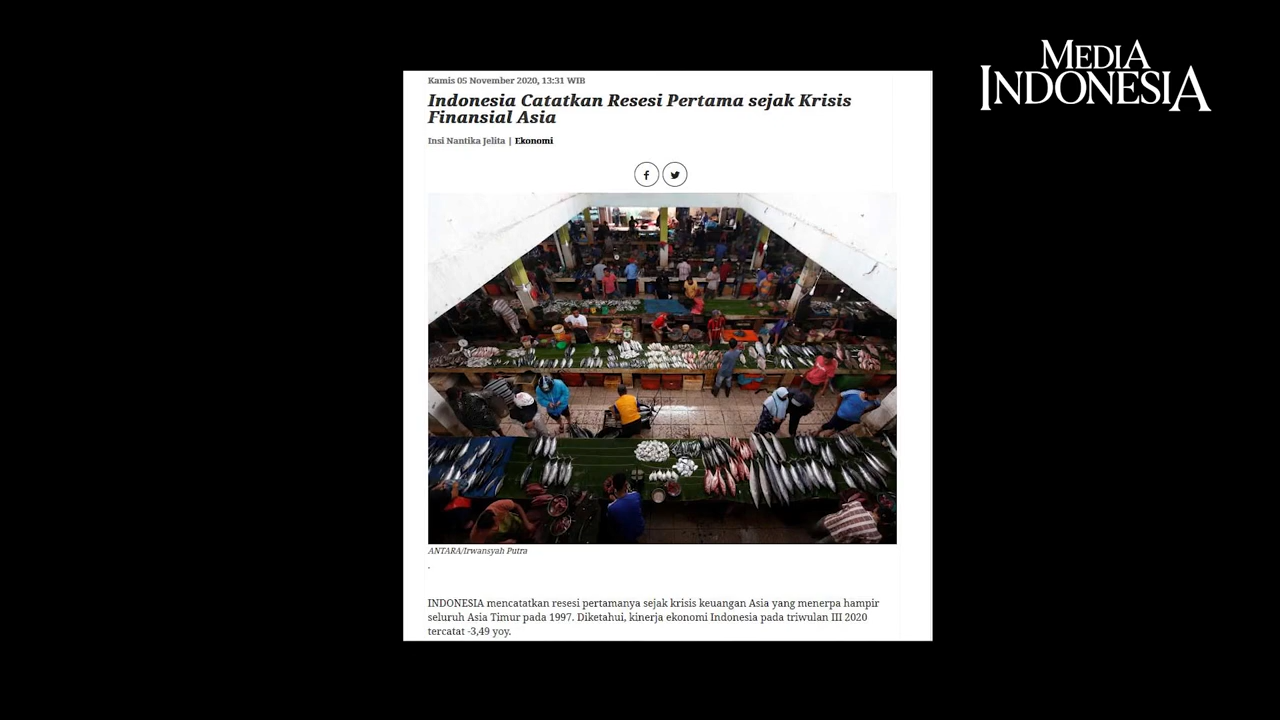 MEDIA
INDONESIA
Kamis 05 November 2020, 13:31 WIB
Indonesia Catatkan Resesi Pertama sejak Krisis
Finansial Asia
Insi Nantika Jelita | Ekonomi
ANTARA/Irwansyah Putra
.
INDONESIA mencatatkan resesi pertamanya sejak krisis keuangan Asia yang menerpa hampir
seluruh Asia Timur pada 1997. Diketahui, kinerja ekonomi Indonesia pada triwulan III 2020
tercatat -3,49 yoy.